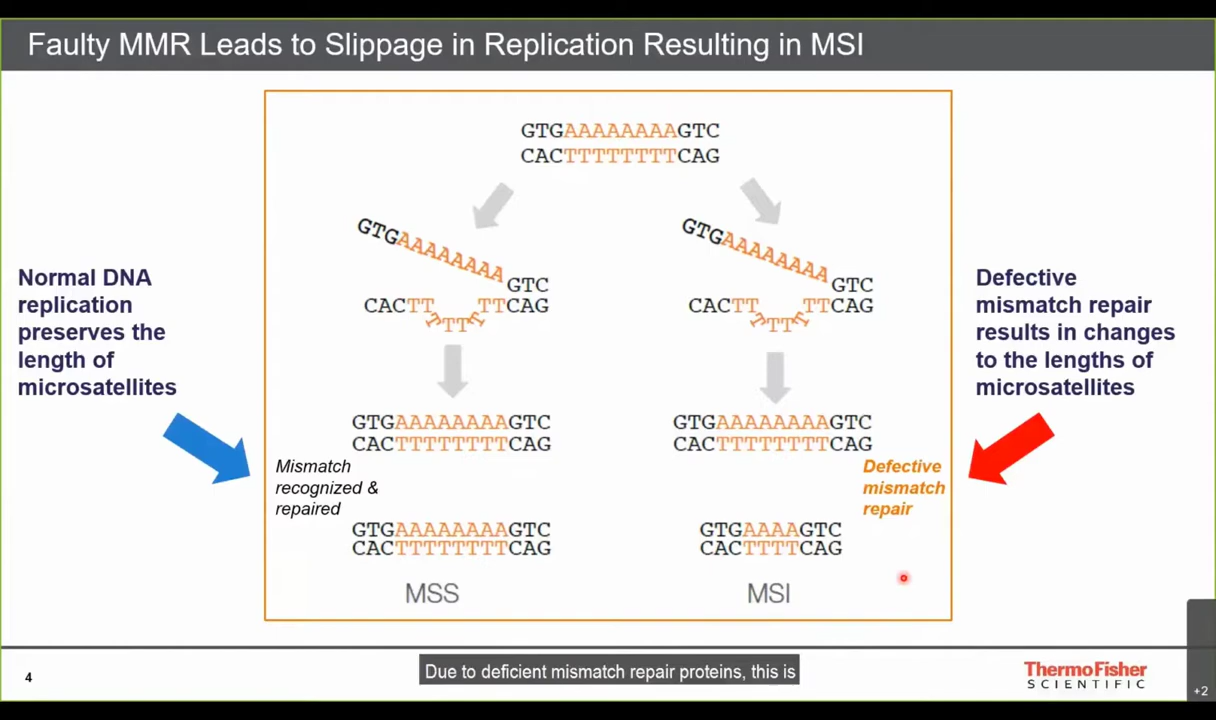 Faulty MMR Leads to Slippage in Replication Resulting in MSI
GTGAAAAAAAAGTC
CACTTTTTTTTCAG
GTGAAAAAAAA
GTC
CACTT TTTT TTCAG
GTGAAAAAAAA
GTC
CACTT TTTT TTCAG
Normal DNA
replication
preserves the
length of
microsatellites
Defective
mismatch repair
results in changes
to the lengths of
microsatellites
GTGAAAAAAAAGTC
CACTTTTTTTTCAG
GTGAAAAAAAAGTC
CACTTTTTTTTCAG
Mismatch
recognized &
repaired
Defective
mismatch
repair
GTGAAAAAAAAGTC
CACTTTTTTTTCAG
GTGAAAAGTC
CACTTTTCAG
MSS
MSI
4
Due to deficient mismatch repair proteins, this is
ThermoFisher
SCIENTIFIC
+2